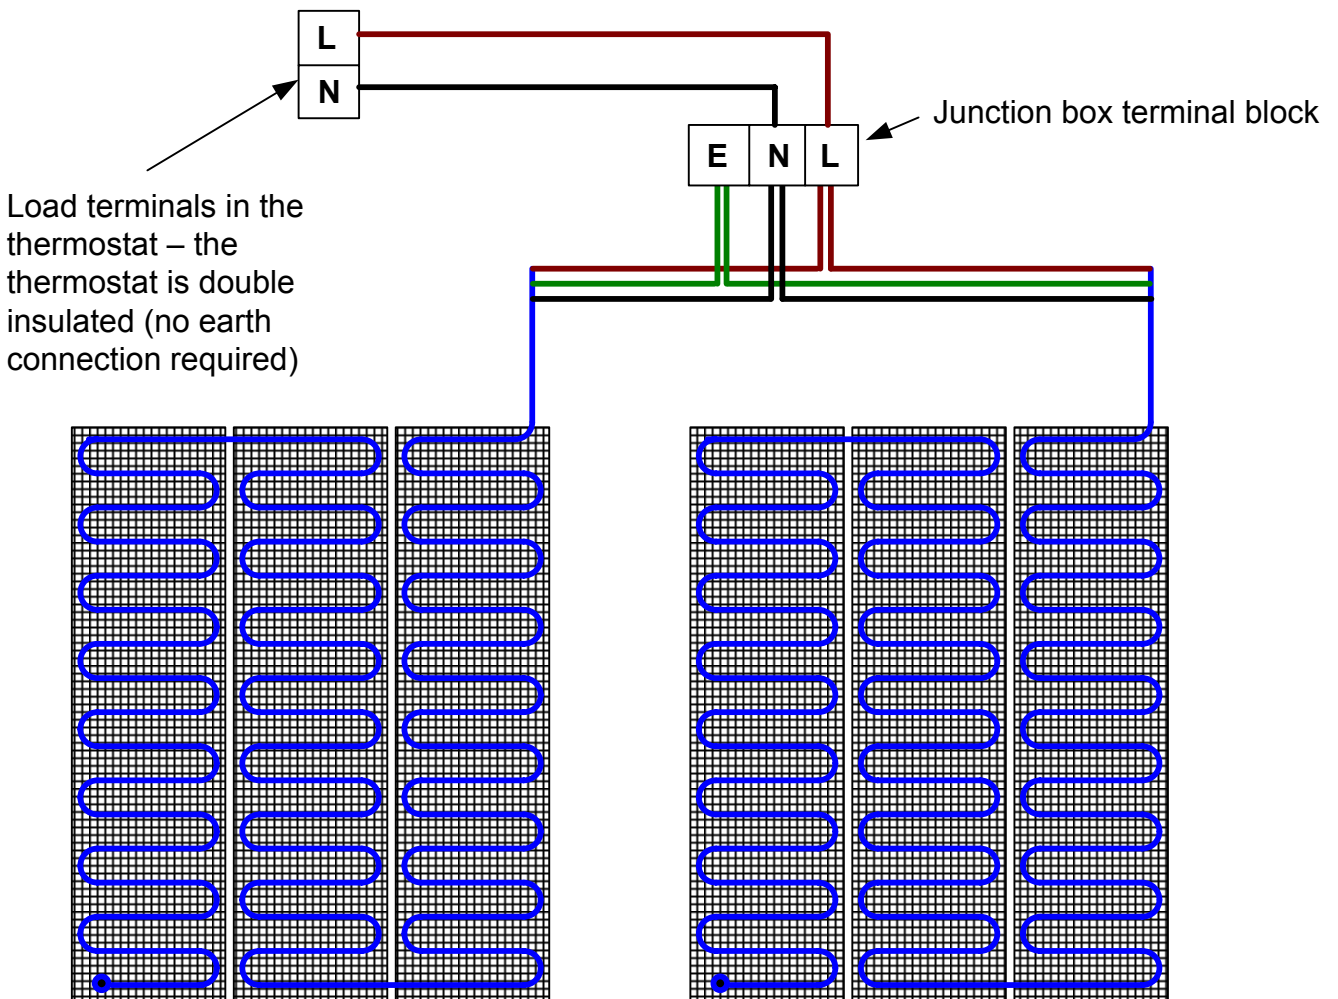 L
N
Junction box terminal block
E N L
Load terminals in the
thermostat – the
thermostat is double
insulated (no earth
connection required)